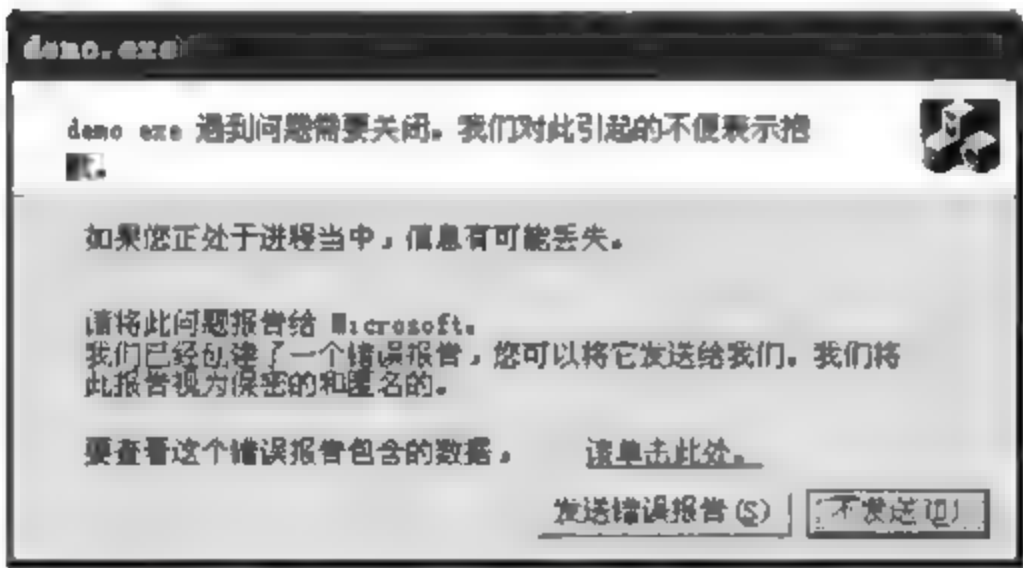 demo.exe
demo exe 遇到问题需要关闭。我们对此引起的不便表示抱
如果您正处于进程当中，信息有可能丢失。
请将此问题报告给 Microsoft。
我们已经创建了一个错误报告，您可以将它发送给我们。我们将
此报告视为保密的和匿名的。
要查看这个错误报告包含的数据，
请单击此处。
发送错误报告(S)
不发送(D)